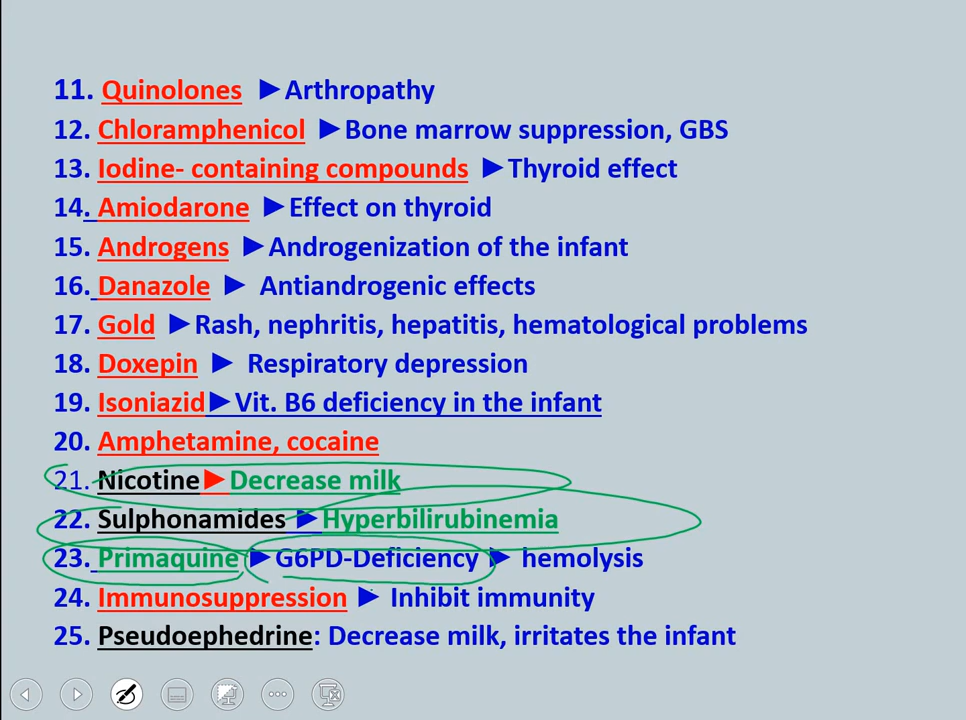 11. Quinolones ►Arthropathy
12. Chloramphenicol ►Bone marrow suppression, GBS
13. Iodine- containing compounds ►Thyroid effect
14. Amiodarone ►Effect on thyroid
15. Androgens ►Androgenization of the infant
16. Danazole ► Antiandrogenic effects
17. Gold ►Rash, nephritis, hepatitis, hematological problems
18. Doxepin ► Respiratory depression
19. Isoniazid►Vit. B6 deficiency in the infant
20. Amphetamine, cocaine
21. Nicotine►Decrease milk
22. Sulphonamides ►Hyperbilirubinemia
23. Primaquine ►G6PD-Deficiency ► hemolysis
24. Immunosuppression ► Inhibit immunity
25. Pseudoephedrine: Decrease milk, irritates the infant